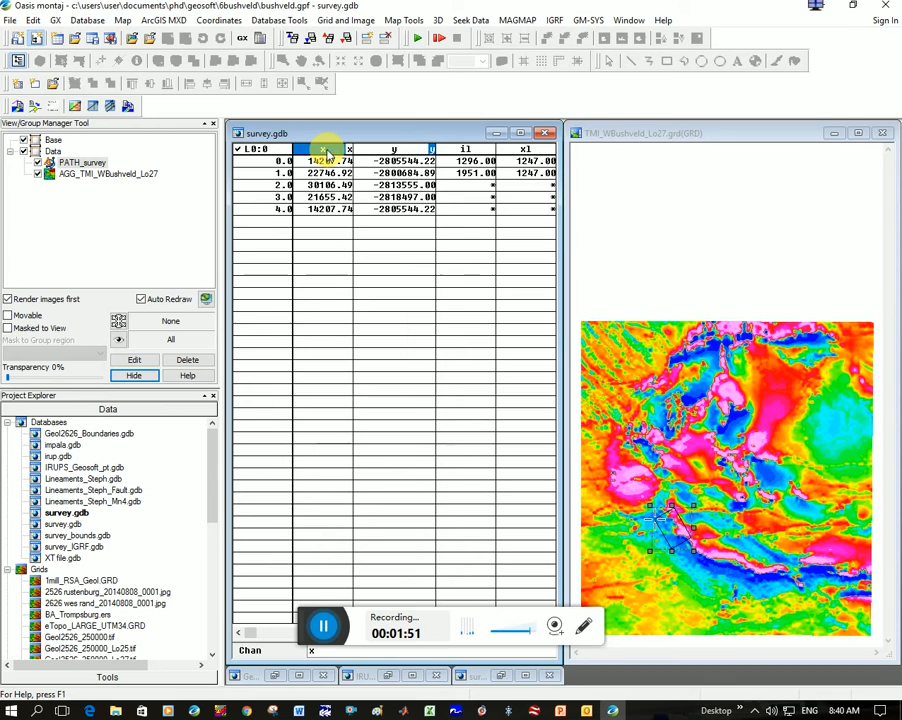 Oasis montaj - c:\users\user\documents\phd\geosoft\6bushveld\bushveld.gpf - survey.gdb
File GX Database Map ArcGIS MXD Coordinates Database Tools Grid and Image Map Tools 3D Seek Data MAGMAP IGRF GM-SYS Window Help Sign In
GX
View/Group Manager Tool
Base
Data
PATH_survey
AGG_TMI_WBushveld_Lo27
Render images first Auto Redraw
Movable None
Masked to View
Mask to Group region All
Transparency 0% Edit Delete
Hide Help
Project Explorer
Data
Databases
Geol2626_Boundaries.gdb
impala.gdb
irup.gdb
IRUPS_Geosoft_pt.gdb
Lineaments_Steph.gdb
Lineaments_Steph_Fault.gdb
Lineaments_Steph_Mn4.gdb
survey.gdb
survey.gdb
survey_bounds.gdb
survey_IGRF.gdb
XT file.gdb
Grids
1mill_RSA_Geol.GRD
2526 rustenburg_20140808_0001.jpg
2626 wes rand_20140808_0001.jpg
BA_Trompsburg.ers
eTopo_LARGE_UTM34.GRD
Geol2526_250000.tif
Geol2626_250000_Lo25.tif
Tools
survey.gdb
L0:0 x x y y il xl
0.0 14207.74 -2805544.22 1296.00 1247.00
1.0 22746.92 -2800684.89 1951.00 1247.00
2.0 30106.49 -2813555.00 * *
3.0 21655.42 -2818497.00 * *
4.0 14207.74 -2805544.22 * *
Chan x
TMI_WBushveld_Lo27.grd(GRD)
Recording...
00:01:51
For Help, press F1
Desktop ENG 8:40 AM